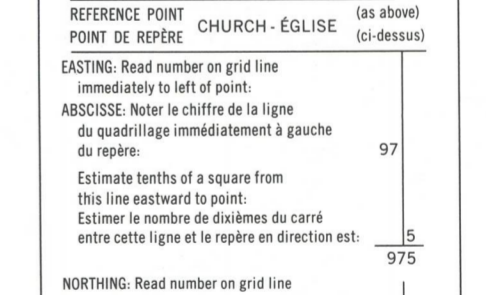 REFERENCE POINT
POINT DE REPÈRE
CHURCH - ÉGLISE
(as above)
(ci-dessus)
EASTING: Read number on grid line
immediately to left of point:
ABSCISSE: Noter le chiffre de la ligne
du quadrillage immédiatement à gauche
du repère: 97
Estimate tenths of a square from
this line eastward to point:
Estimer le nombre de dixièmes du carré
entre cette ligne et le repère en direction est: 5
975
NORTHING: Read number on grid line